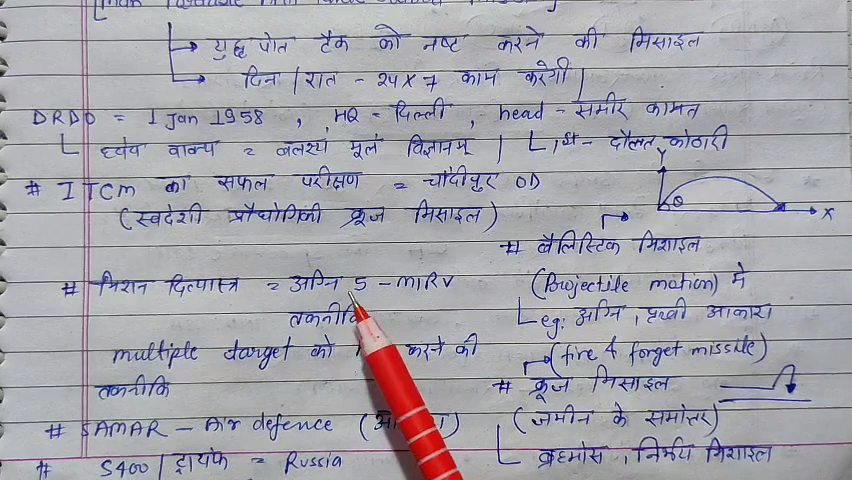 युद्ध पोत टैंक को नष्ट करने की मिसाइल
दिन / रात - 24 X 7 काम करेगी
DRDO = 1 Jan 1958 , HQ - दिल्ली , head - समीर कामत
ध्येय वाक्य = बलस्य मूलं विज्ञानम् | 1st - दौलत कोठारी
# ITCM का सफल परीक्षण = चांदीपुर OD
(स्वदेशी प्रौद्योगिकी क्रूज मिसाइल)
Y
θ
X
# बैलिस्टिक मिसाइल
(Projectile motion) में
eg: अग्नि, पृथ्वी आकाश
# मिशन दिव्यास्त्र = अग्नि 5 - MIRV
तकनीकि
multiple target को करने की
तकनीकि
(fire & forget missile)
# क्रूज मिसाइल
(जमीन के समांतर)
ब्रह्मोस, निर्भय मिसाइल
# SAMAR - Air defence
# S400 / ट्रायंफ = Russia